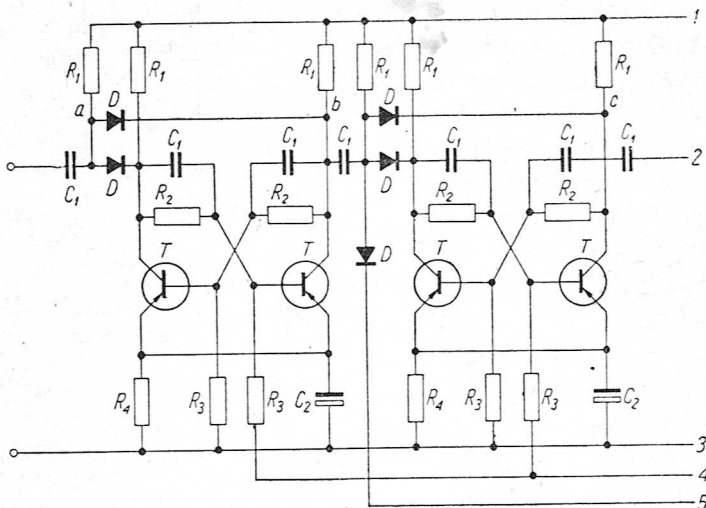 1
R₁ R₁ R₁ R₁ R₁ R₁
a D b D c
C₁ C₁ C₁ C₁ C₁ C₁ 2
C₁ D D
R₂ R₂ R₂ R₂
T T D T T
R₄ R₃ R₃ C₂ R₄ R₃ R₃ C₂
3
4
5